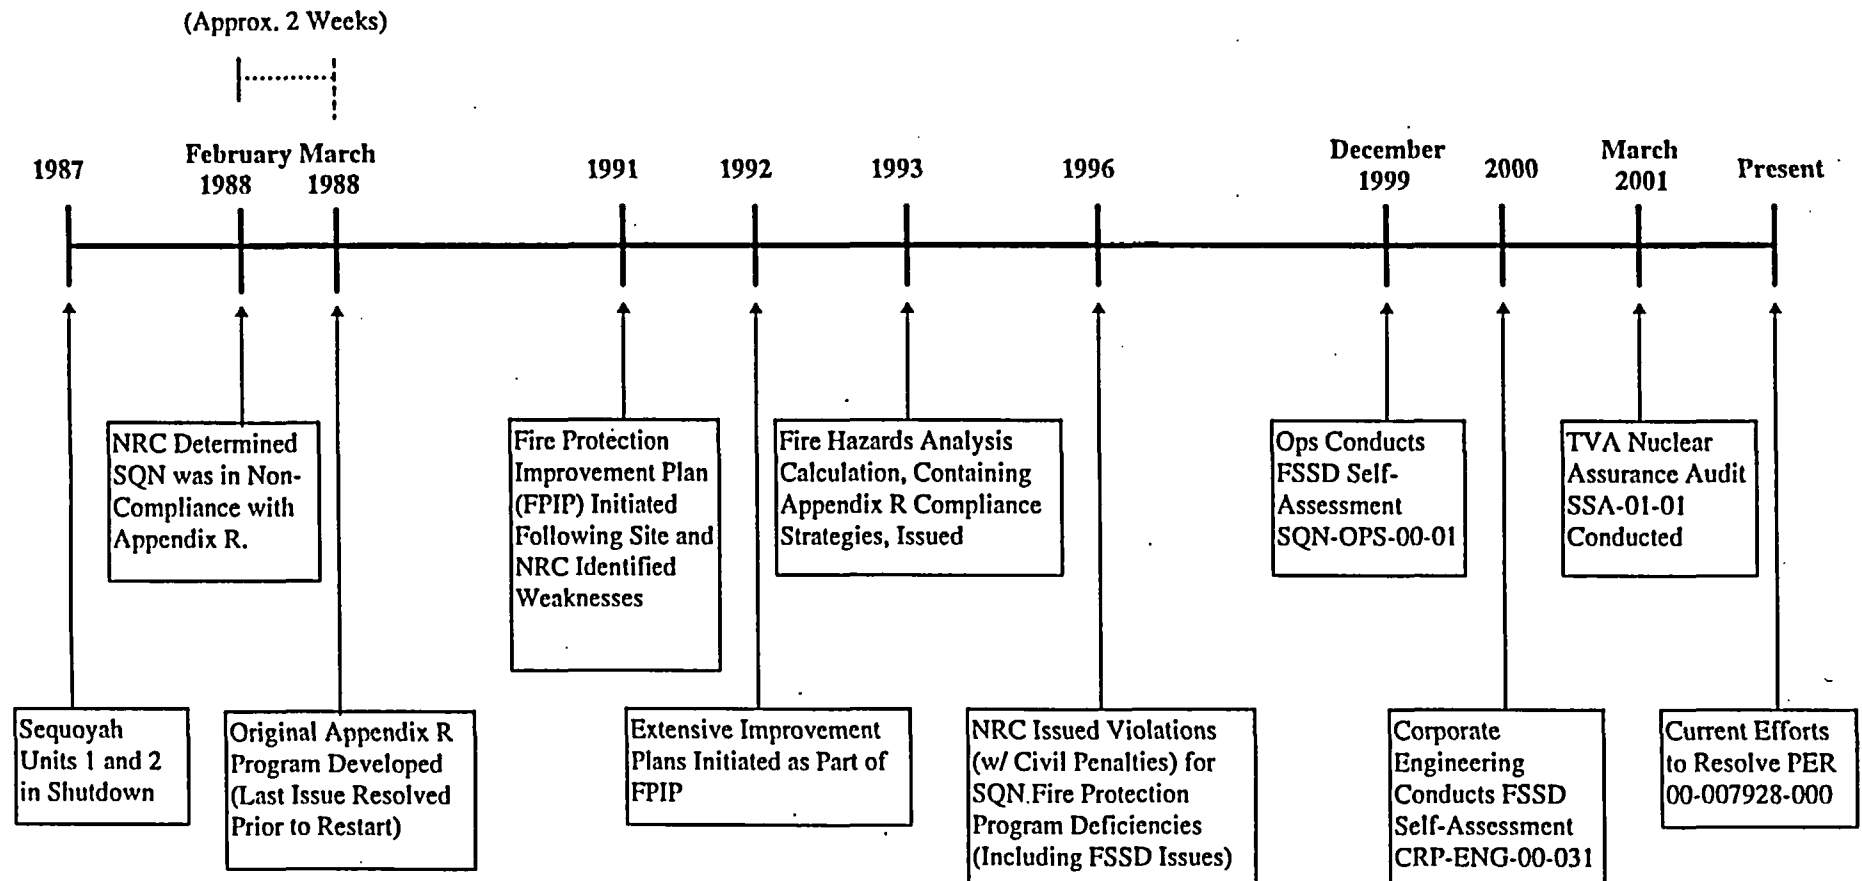 (Approx. 2 Weeks)
1987
February
1988
March
1988
1991
1992
1993
1996
December
1999
2000
March
2001
Present
NRC Determined
SQN was in Non-
Compliance with
Appendix R.
Fire Protection
Improvement Plan
(FPIP) Initiated
Following Site and
NRC Identified
Weaknesses
Fire Hazards Analysis
Calculation, Containing
Appendix R Compliance
Strategies, Issued
Ops Conducts
FSSD Self-
Assessment
SQN-OPS-00-01
TVA Nuclear
Assurance Audit
SSA-01-01
Conducted
Sequoyah
Units 1 and 2
in Shutdown
Original Appendix R
Program Developed
(Last Issue Resolved
Prior to Restart)
Extensive Improvement
Plans Initiated as Part of
FPIP
NRC Issued Violations
(w/ Civil Penalties) for
SQN Fire Protection
Program Deficiencies
(Including FSSD Issues)
Corporate
Engineering
Conducts FSSD
Self-Assessment
CRP-ENG-00-031
Current Efforts
to Resolve PER
00-007928-000